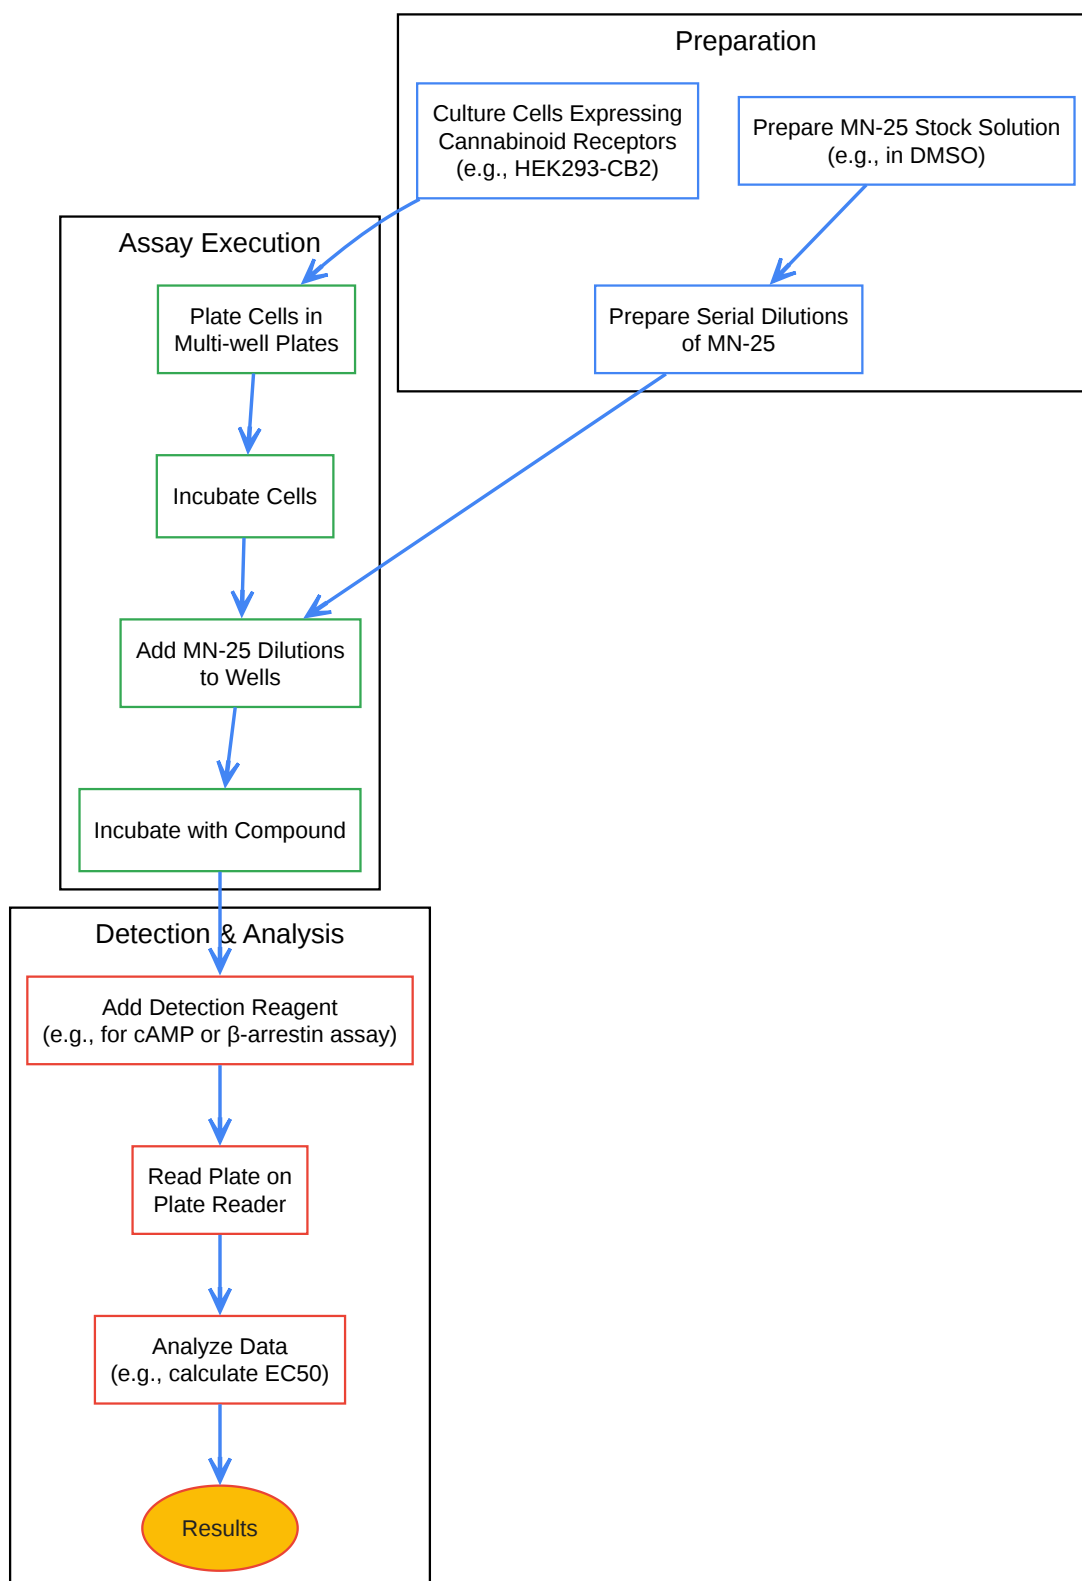 Preparation
Culture Cells Expressing
Cannabinoid Receptors
(e.g., HEK293-CB2)
Prepare MN-25 Stock Solution
(e.g., in DMSO)
Prepare Serial Dilutions
of MN-25
Assay Execution
Plate Cells in
Multi-well Plates
Incubate Cells
Add MN-25 Dilutions
to Wells
Incubate with Compound
Detection & Analysis
Add Detection Reagent
(e.g., for cAMP or β-arrestin assay)
Read Plate on
Plate Reader
Analyze Data
(e.g., calculate EC50)
Results